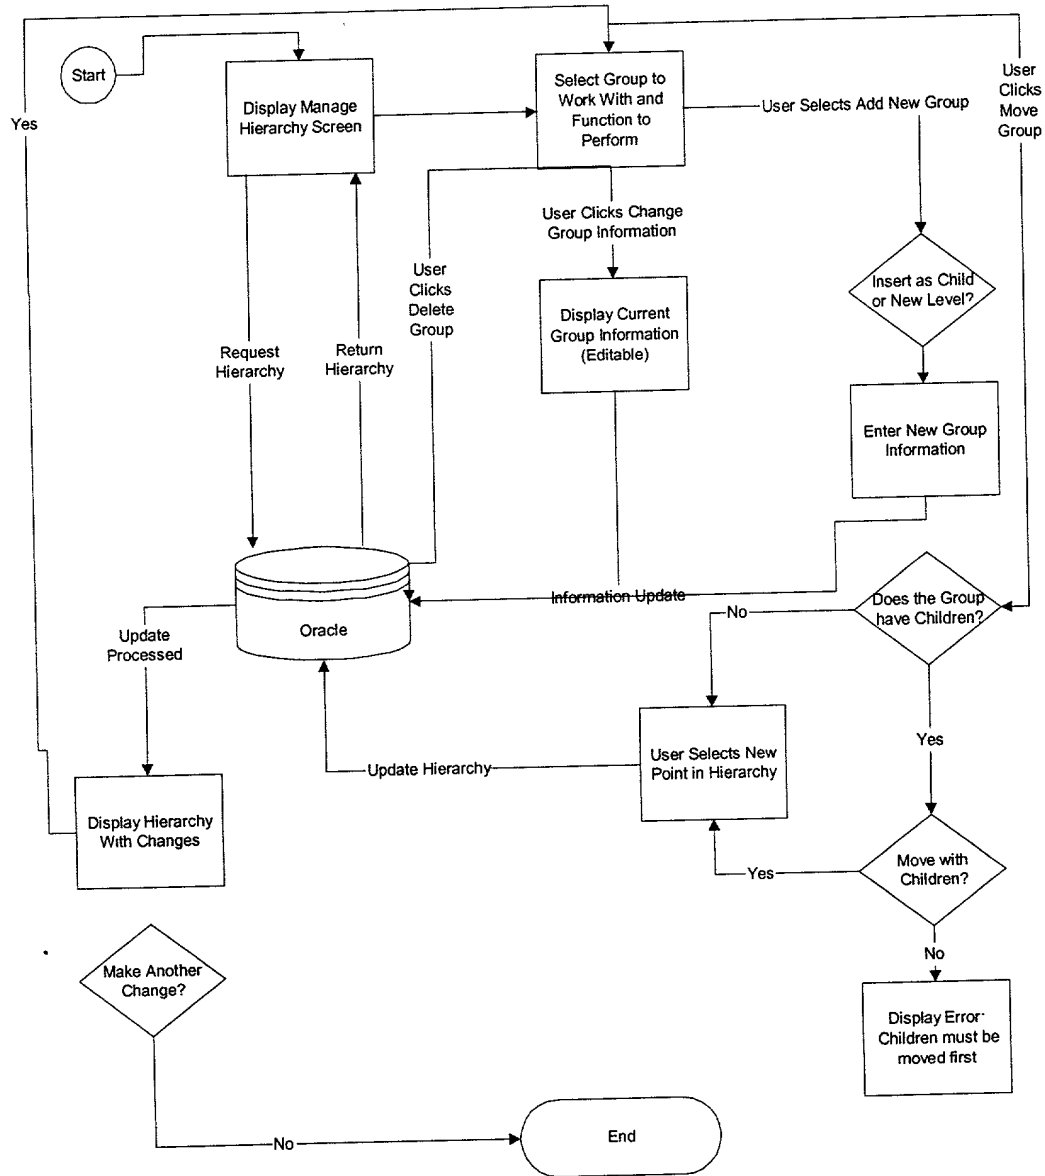 Start
Display Manage
Hierarchy Screen
Select Group to
Work With and
Function to
Perform
User Selects Add New Group
User
Clicks
Move
Group
Yes
User Clicks Change
Group Information
User
Clicks
Delete
Group
Insert as Child
or New Level?
Display Current
Group Information
(Editable)
Request
Hierarchy
Return
Hierarchy
Enter New Group
Information
Information Update
Oracle
Does the Group
have Children?
No
Update
Processed
Yes
User Selects New
Point in Hierarchy
Update Hierarchy
Display Hierarchy
With Changes
Move with
Children?
Yes
No
Make Another
Change?
Display Error-
Children must be
moved first
No
End